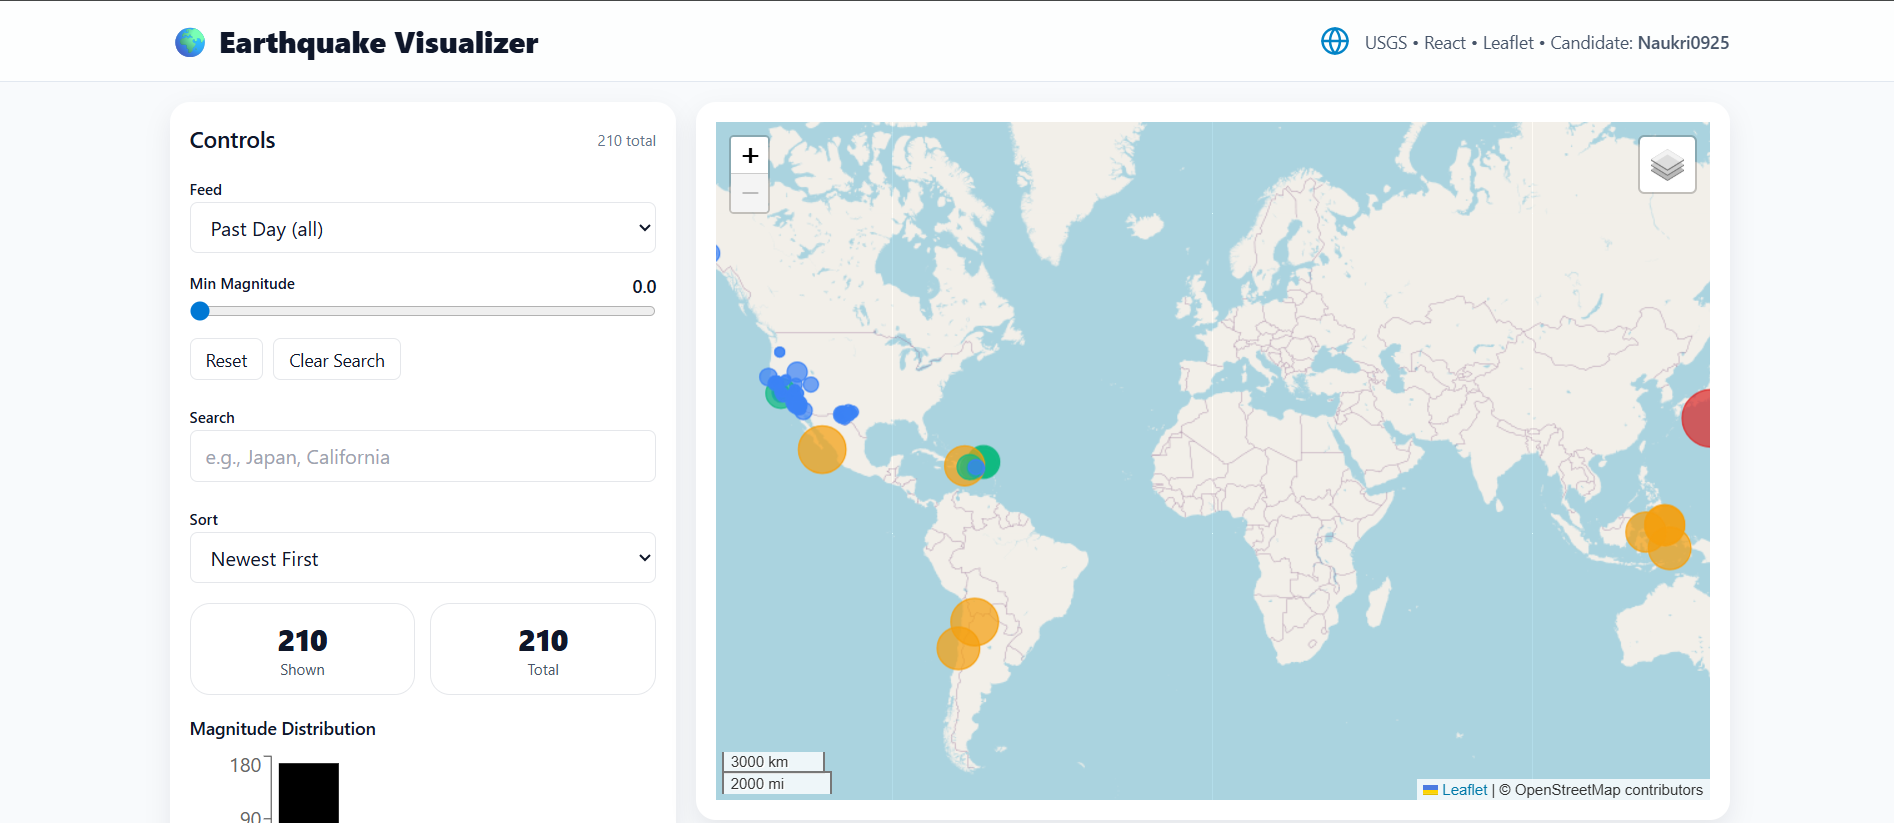 Earthquake Visualizer
USGS • React • Leaflet • Candidate: Naukri0925
Controls
210 total
Feed
Past Day (all)
Min Magnitude
0.0
Reset
Clear Search
Search
e.g., Japan, California
Sort
Newest First
210
Shown
210
Total
Magnitude Distribution
180
90
+
−
3000 km
2000 mi
Leaflet | © OpenStreetMap contributors